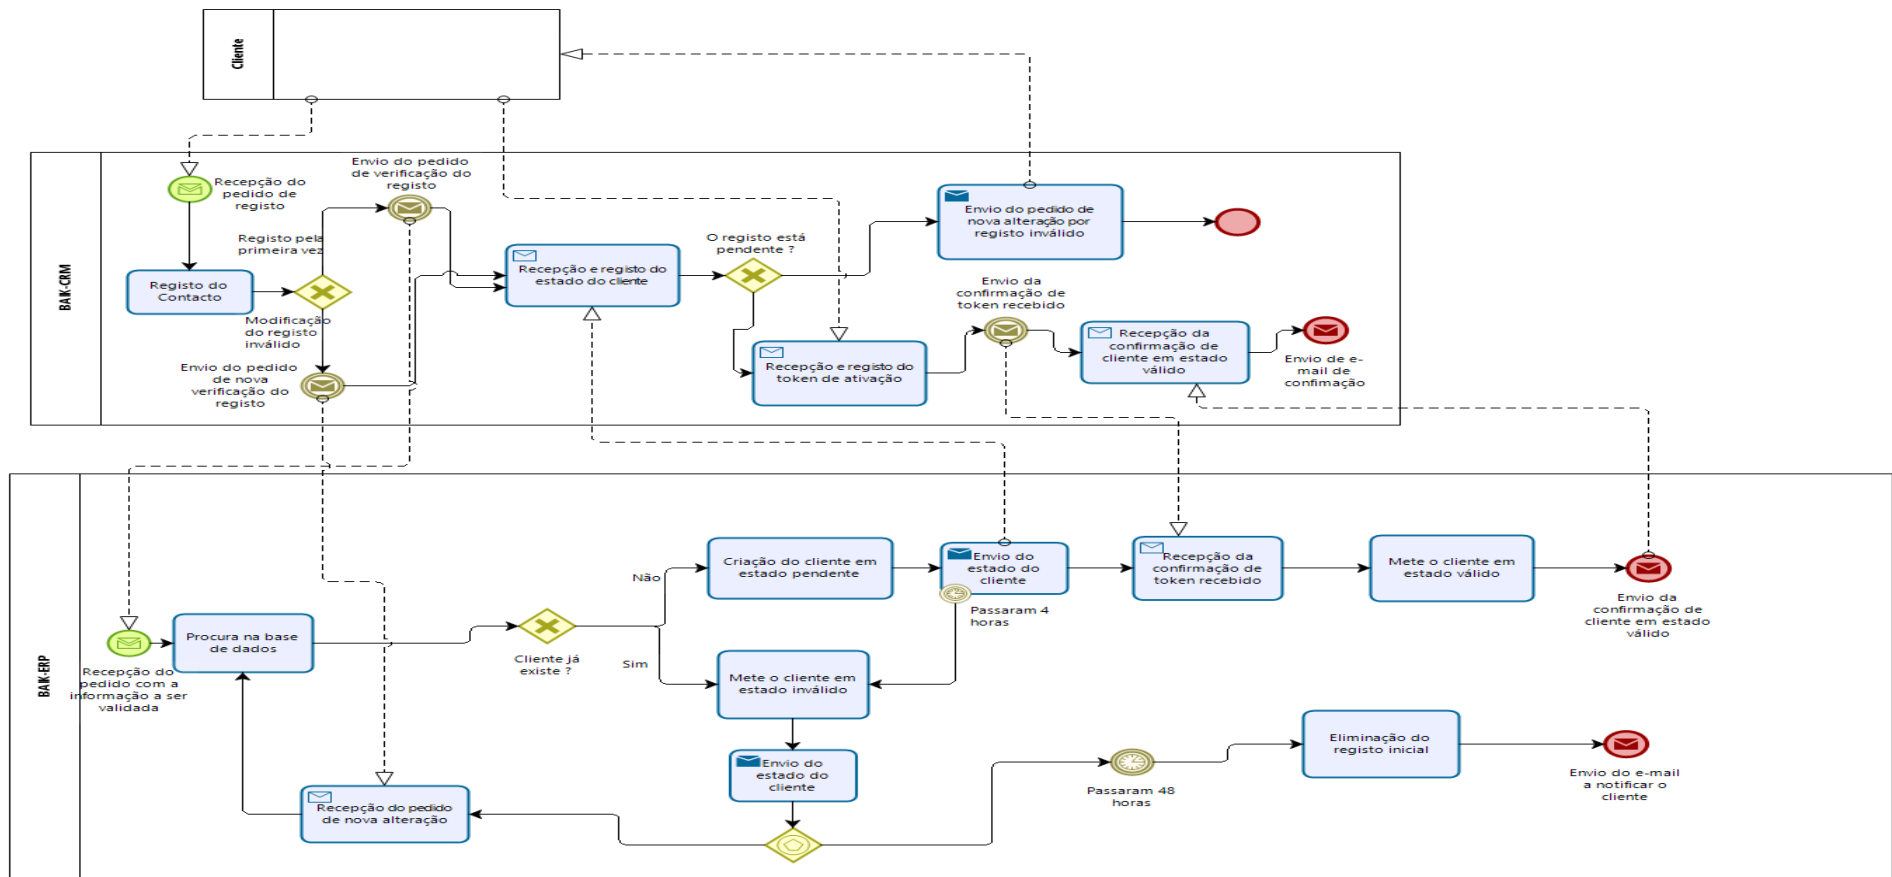 Cliente
BAIK-CRM
Recepção do
pedido de
registo
Envio do pedido
de verificação do
registo
Registo pela
primeira vez
Registo do
Contacto
Modificação
do registo
inválido
Envio do pedido
de nova
verificação do
registo
Recepção e registo do
estado do cliente
O registo está
pendente ?
Envio do pedido de
nova alteração por
registo inválido
Recepção e registo do
token de ativação
Envio da
confirmação de
token recebido
Recepção da
confirmação de
cliente em estado
válido
Envio de e-
mail de
confimação
BAIK-ERP
Recepção do
pedido com a
informação a ser
validada
Procura na base
de dados
Cliente já
existe ?
Não
Sim
Criação do cliente em
estado pendente
Envio do
estado do
cliente
Passaram 4
horas
Recepção da
confirmação de
token recebido
Mete o cliente em
estado válido
Envio da
confirmação de
cliente em estado
válido
Mete o cliente em
estado inválido
Envio do
estado do
cliente
Recepção do pedido
de nova alteração
Passaram 48
horas
Eliminação do
registo inicial
Envio do e-mail
a notificar o
cliente